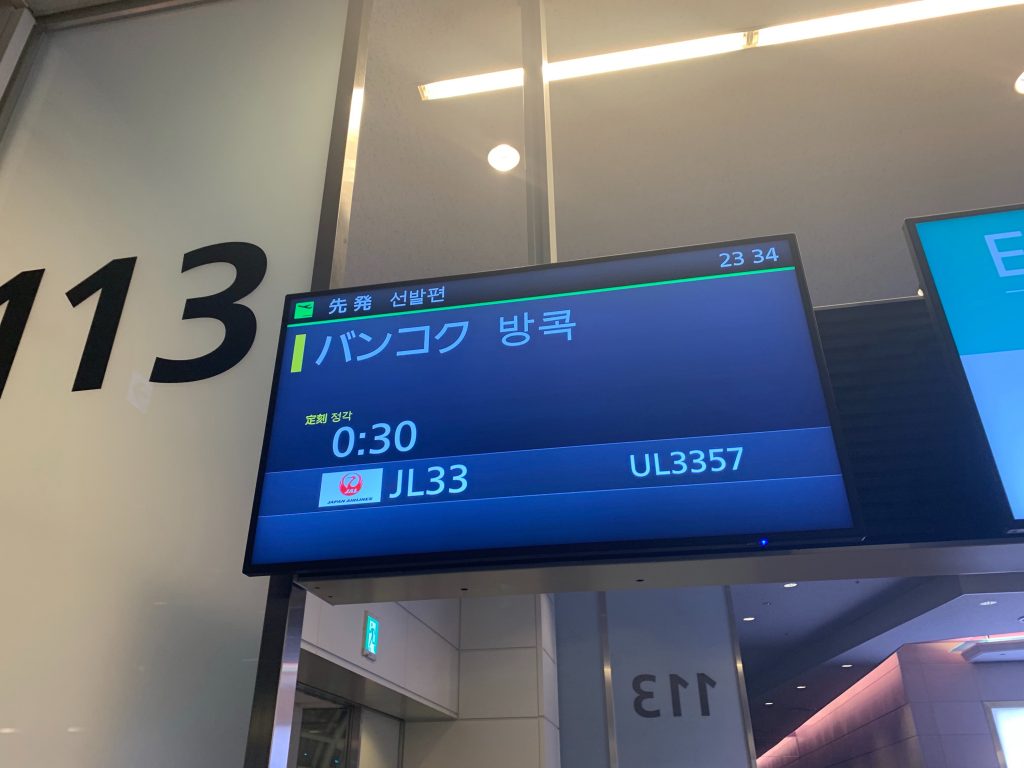 113
先発 선발편 23 34
バンコク 방콕
定刻 정각
0:30
JAL
JAPAN AIRLINES
JL33 UL3357
E
113